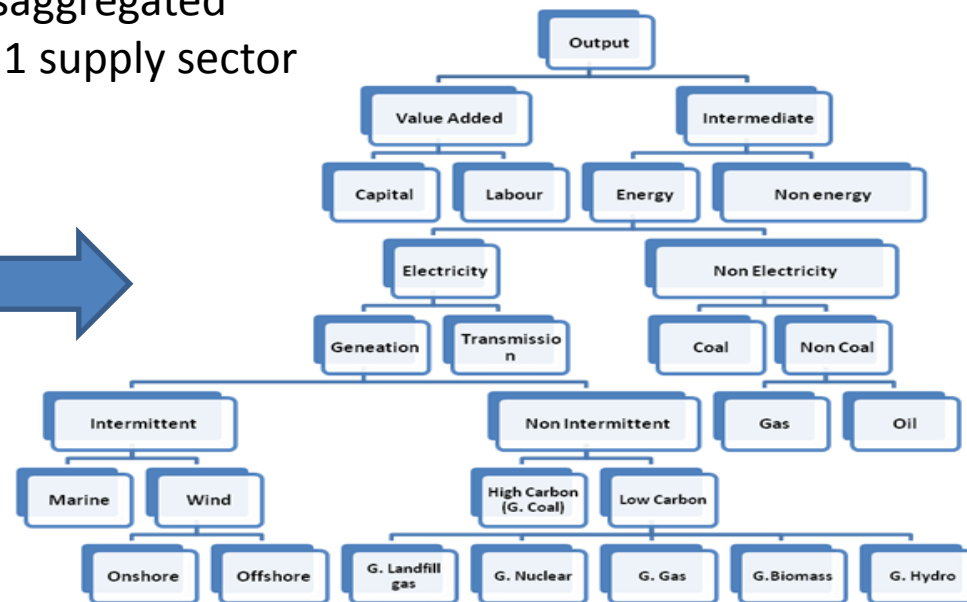 1 supply sector
Output
Value Added
Intermediate
Capital
Labour
Energy
Non energy
Electricity
Non Electricity
Geneation
Transmissio
n
Coal
Non Coal
Intermittent
Non Intermittent
Gas
Oil
Marine
Wind
High Carbon
(G. Coal)
Low Carbon
Onshore
Offshore
G. Landfill
gas
G. Nuclear
G. Gas
G.Biomass
G. Hydro